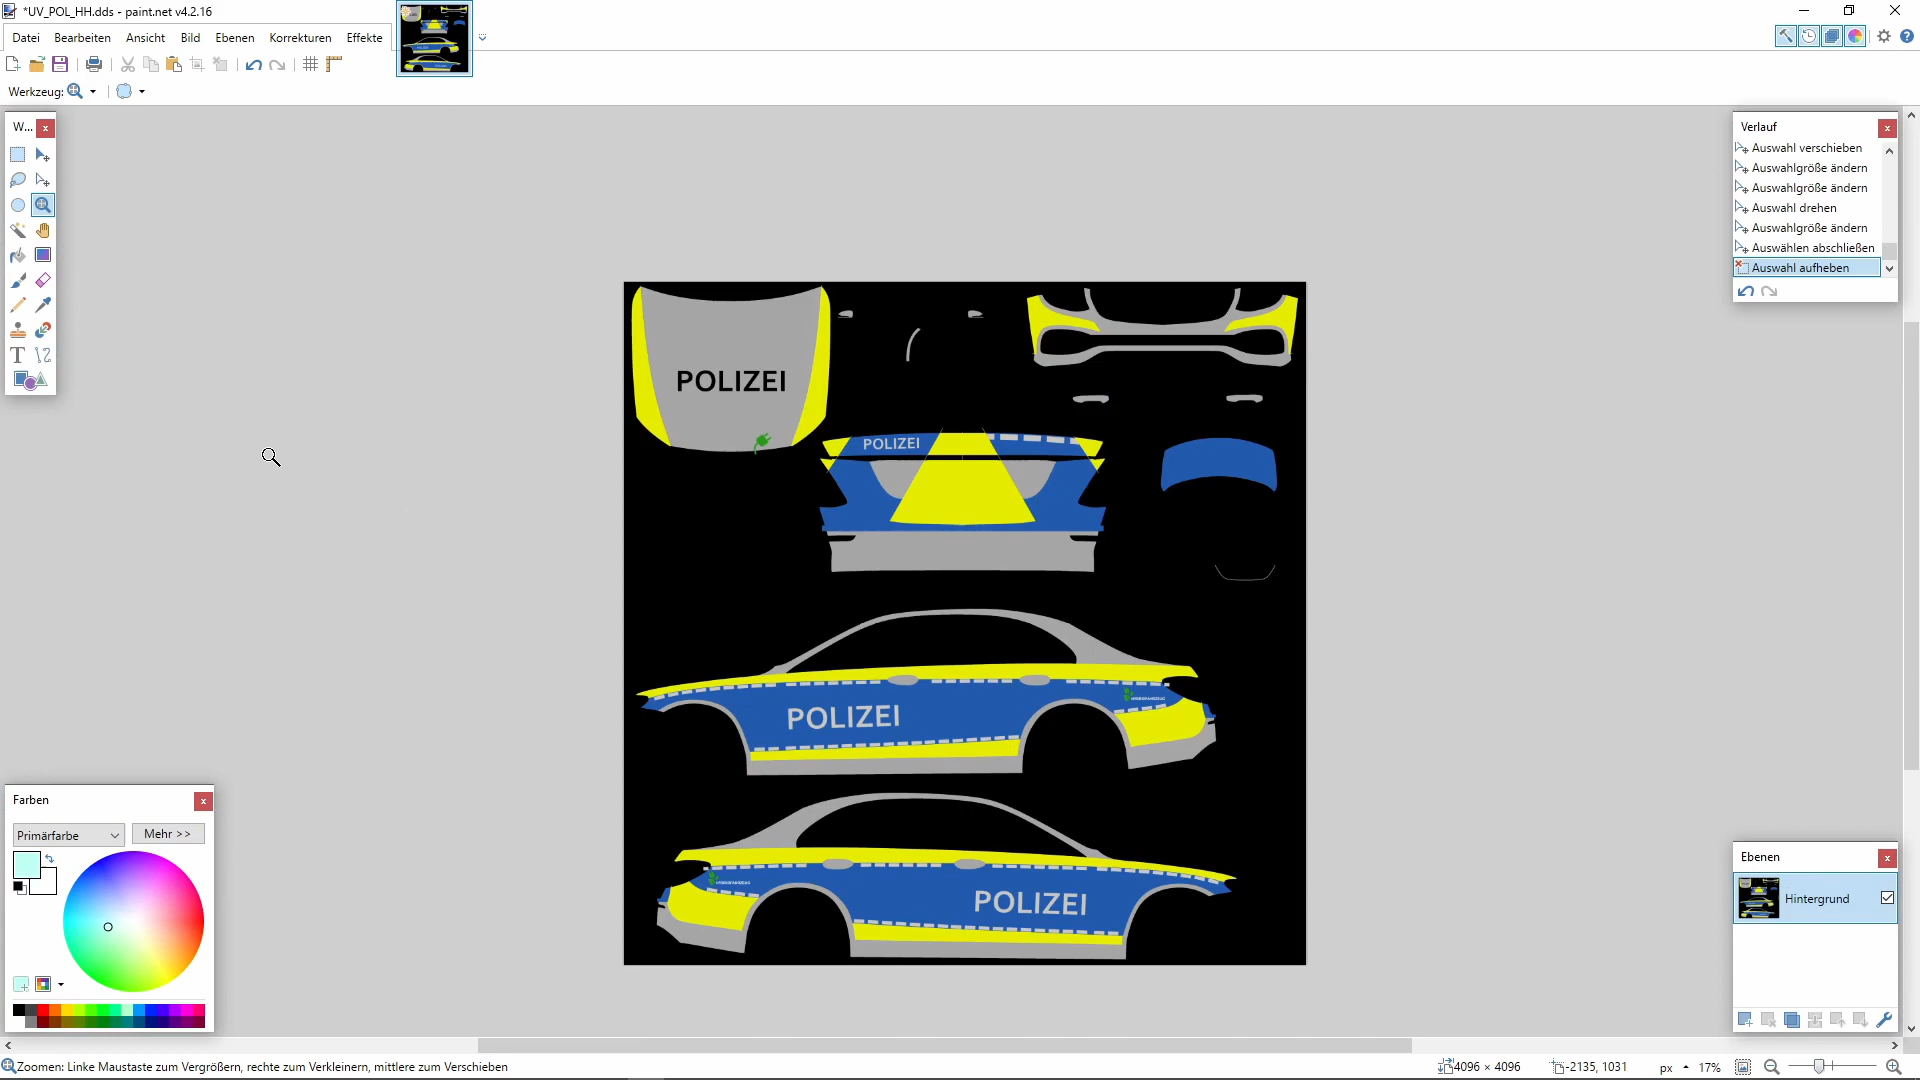 *UV_POL_HH.dds - paint.net v4.2.16
Datei Bearbeiten Ansicht Bild Ebenen Korrekturen Effekte
Werkzeug:
W...
Verlauf
Auswahl verschieben
Auswahlgröße ändern
Auswahlgröße ändern
Auswahl drehen
Auswahlgröße ändern
Auswählen abschließen
Auswahl aufheben
POLIZEI
POLIZEI
POLIZEI
POLIZEI
Farben
Primärfarbe
Mehr >>
Ebenen
Hintergrund
Zoomen: Linke Maustaste zum Vergrößern, rechte zum Verkleinern, mittlere zum Verschieben
4096 × 4096
-2135, 1031
px
17%